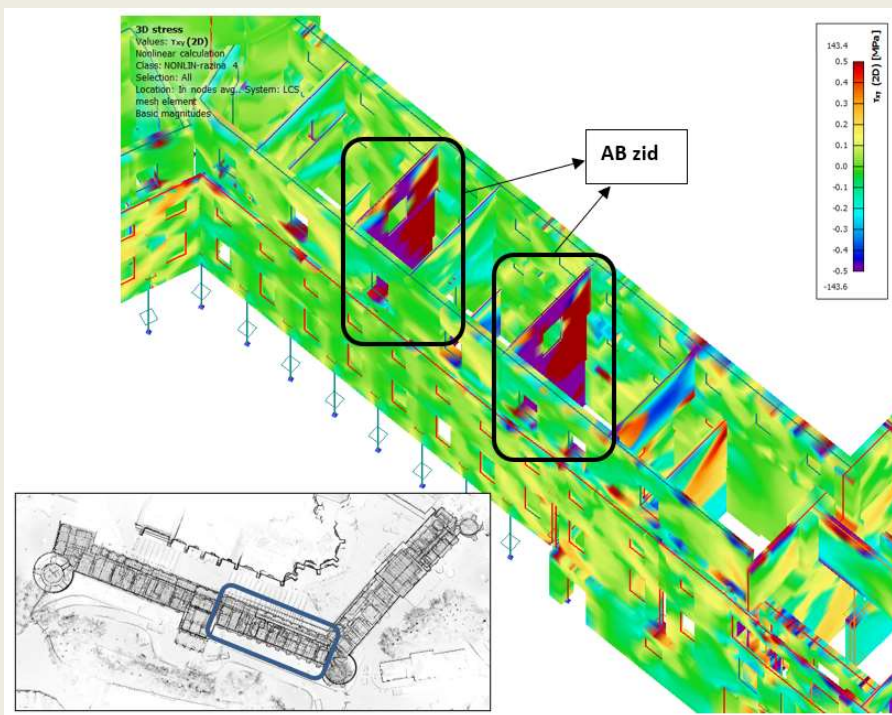 3D stress
Values: τxy (2D)
Nonlinear calculation
Class: NONLIN-razina 4
Selection: All
Location: In nodes avg.. System: LCS
mesh element
Basic magnitudes
AB zid
143.4
0.5
0.4
0.3
0.2
0.1
0.0
-0.1
-0.2
-0.3
-0.4
-0.5
-143.6
τxy (2D) [MPa]